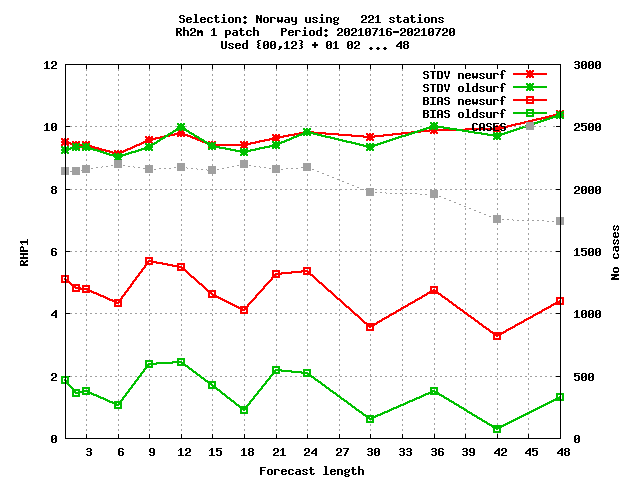 Selection: Norway using   221 stations
Rh2m 1 patch   Period: 20210716-20210720
Used {00,12} + 01 02 ... 48
12 3000
STDV newsurf
STDV oldsurf
BIAS newsurf
BIAS oldsurf
CASES
10 2500
8 2000
6 1500
4 1000
2 500
0 0
RHP1
No cases
3 6 9 12 15 18 21 24 27 30 33 36 39 42 45 48
Forecast length